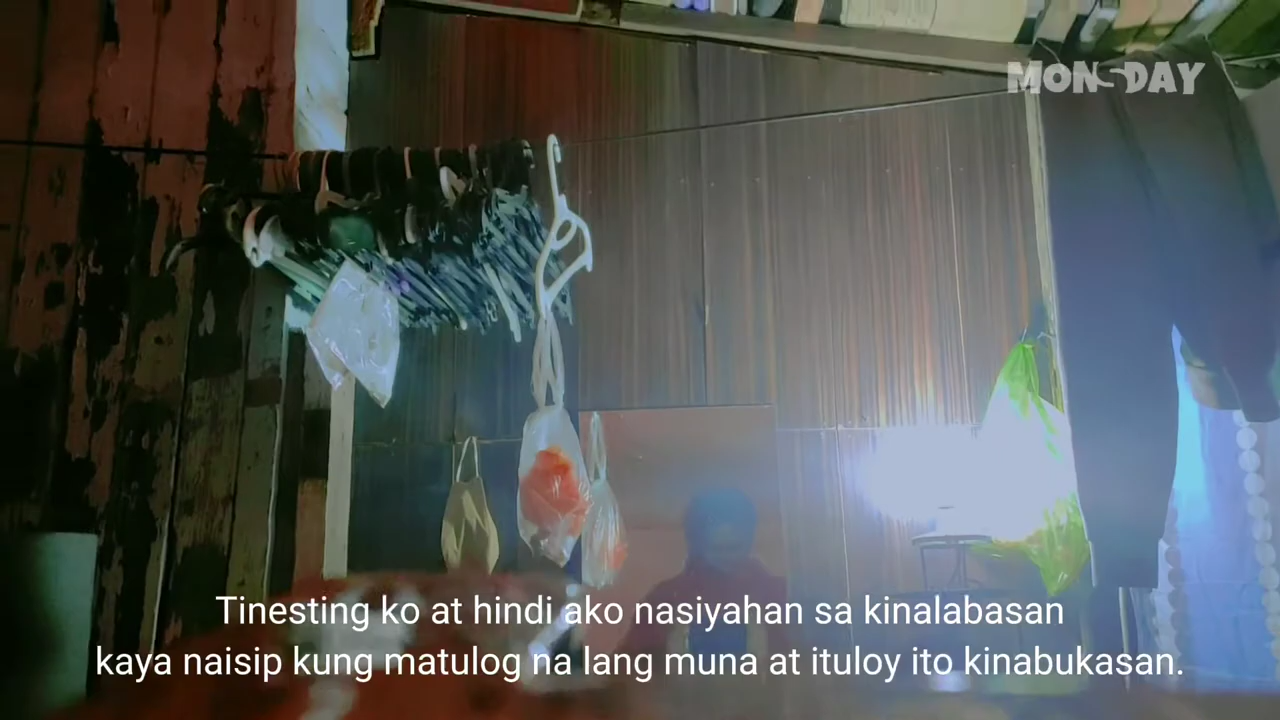 MONDAY
Tinesting ko at hindi ako nasiyahan sa kinalabasan
kaya naisip kung matulog na lang muna at ituloy ito kinabukasan.